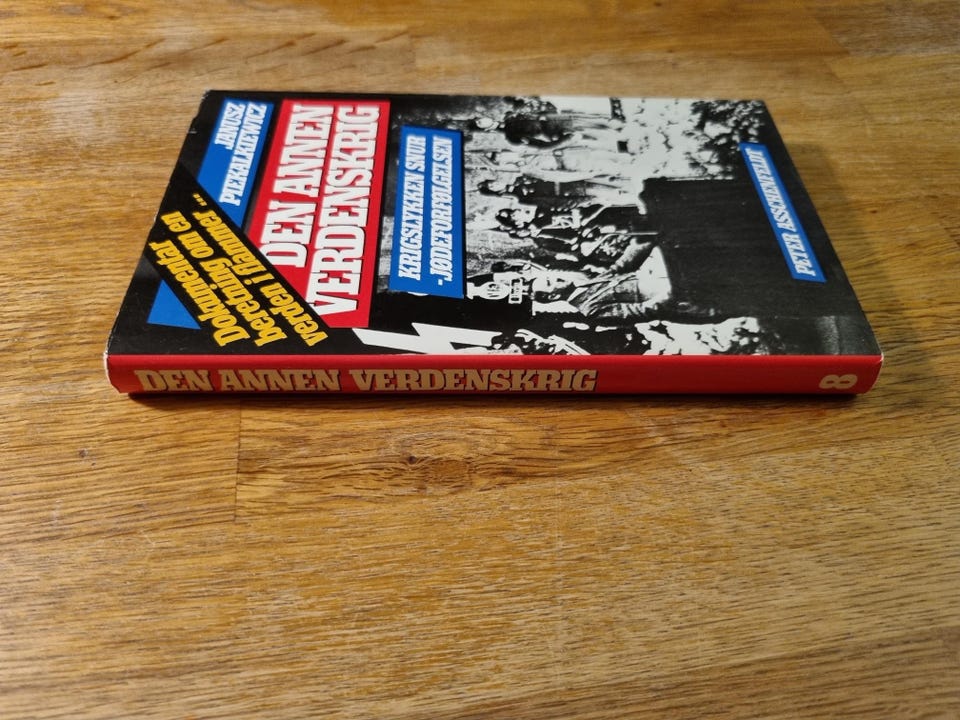 JANUSZ
PIEKALKIEWICZ
DEN ANNEN
VERDENSKRIG
Dokumentar
beretning om en
verden i flammer ...
KRIGSLYKKEN SNUR
-JØDEFORFØLGELSEN
PETER ASSCHENFELDT
DEN ANNEN VERDENSKRIG
8